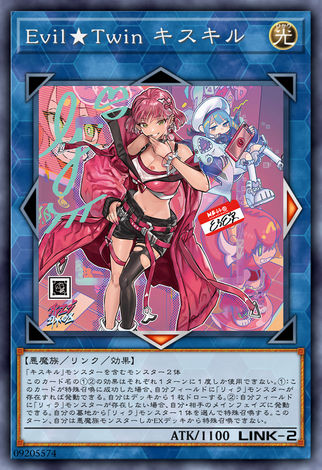 Evil★Twin キスキル
光
【悪魔族／リンク／効果】
「キスキル」モンスターを含むモンスター２体
このカード名の①②の効果はそれぞれ１ターンに１度しか使用できない。①：こ
のカードが特殊召喚に成功した場合、自分フィールドに「リィラ」モンスターが
存在すれば発動できる。自分はデッキから１枚ドローする。②：自分フィールド
に「リィラ」モンスターが存在しない場合、自分・相手のメインフェイズに発動で
きる。自分の墓地から「リィラ」モンスター１体を選んで特殊召喚する。このター
ン、自分は悪魔族モンスターしかEXデッキから特殊召喚できない。
ATK/1100 LINK-2
09205574